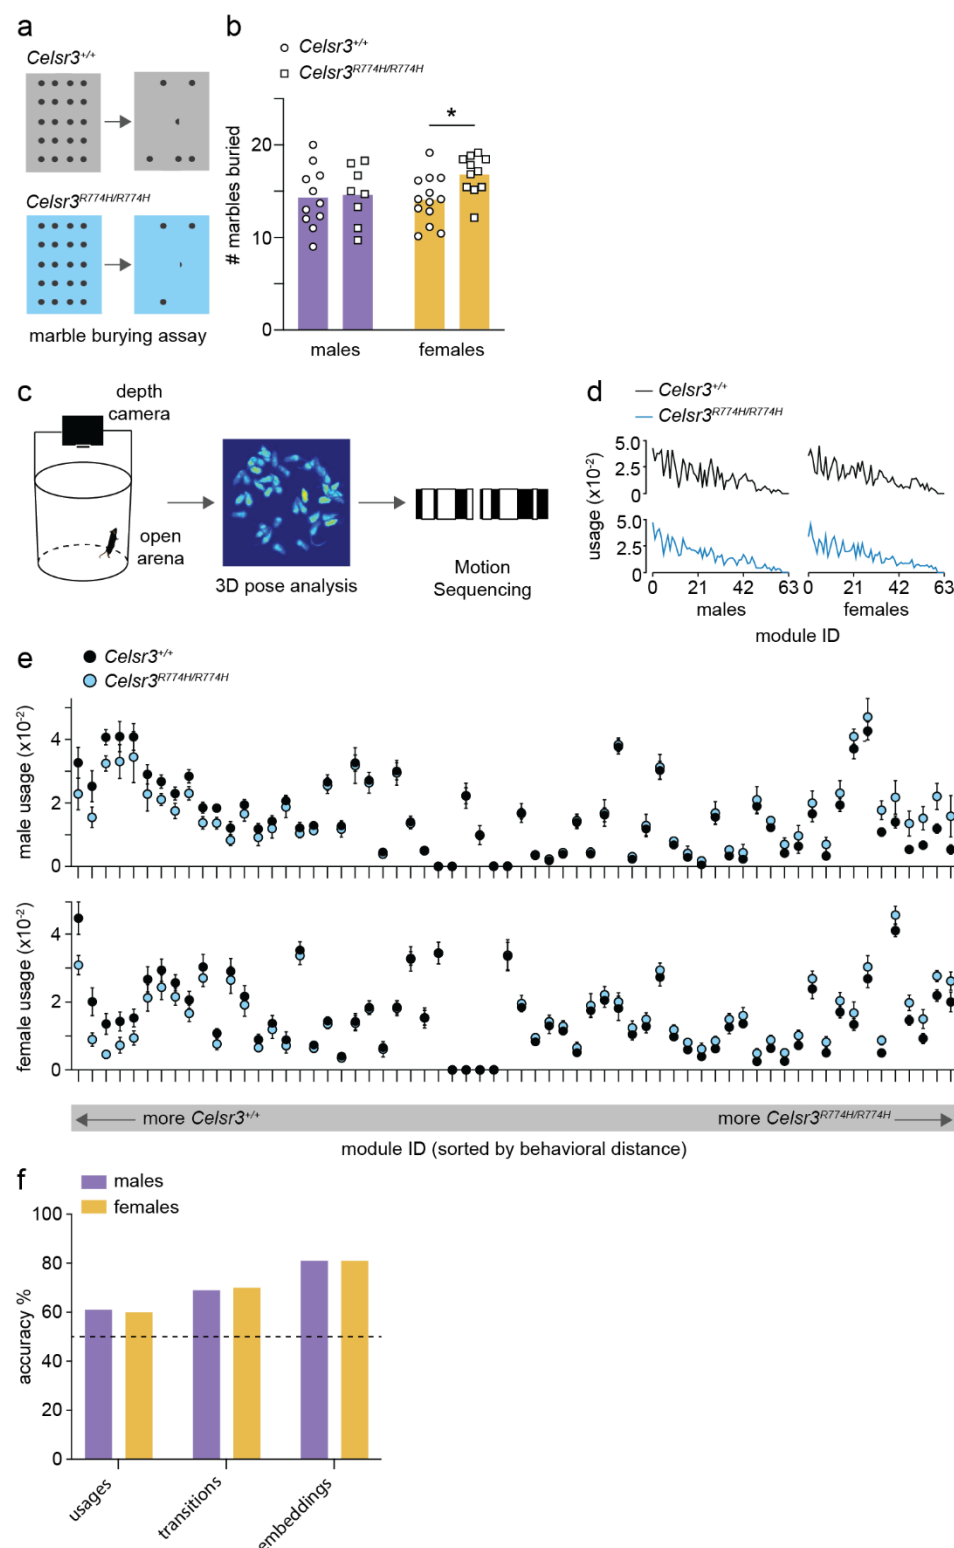 a
Celsr3+/+
Celsr3R774H/R774H
marble burying assay
b
Celsr3+/+
Celsr3R774H/R774H
# marbles buried
20
10
0
*
males
females
c
depth
camera
open
arena
3D pose analysis
Motion
Sequencing
d
Celsr3+/+
Celsr3R774H/R774H
usage (x10-2)
5.0
2.5
0
5.0
2.5
0
0 21 42 63
0 21 42 63
males
females
module ID
e
Celsr3+/+
Celsr3R774H/R774H
male usage (x10-2)
4
2
0
female usage (x10-2)
4
2
0
more Celsr3+/+
more Celsr3R774H/R774H
module ID (sorted by behavioral distance)
f
males
females
accuracy %
100
80
60
40
20
0
usages
transitions
embeddings